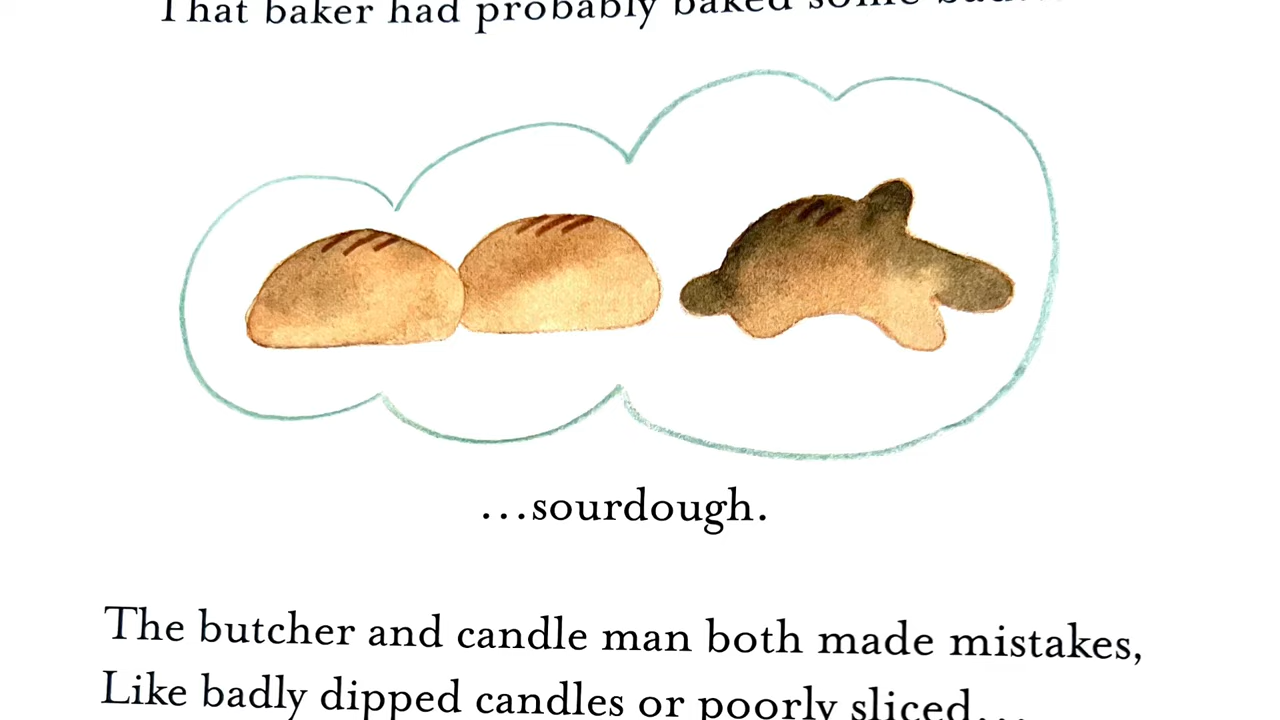 That baker had probably baked some bad...
...sourdough.
The butcher and candle man both made mistakes,
Like badly dipped candles or poorly sliced...